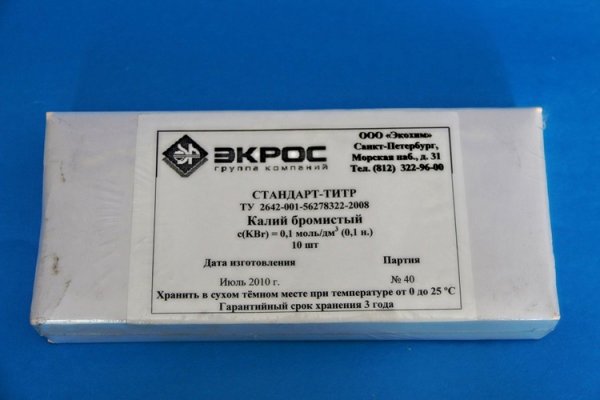 ЭР
ЭКРОС
группа компаний
ООО «Экохим»
Санкт-Петербург,
Морская наб., д. 31
Тел. (812) 322-96-00
СТАНДАРТ-ТИТР
ТУ 2642-001-56278322-2008
Калий бромистый
c(KBr) = 0,1 моль/дм³ (0,1 н.)
10 шт
Дата изготовления Партия
Июль 2010 г. № 40
Хранить в сухом тёмном месте при температуре от 0 до 25 °С
Гарантийный срок хранения 3 года